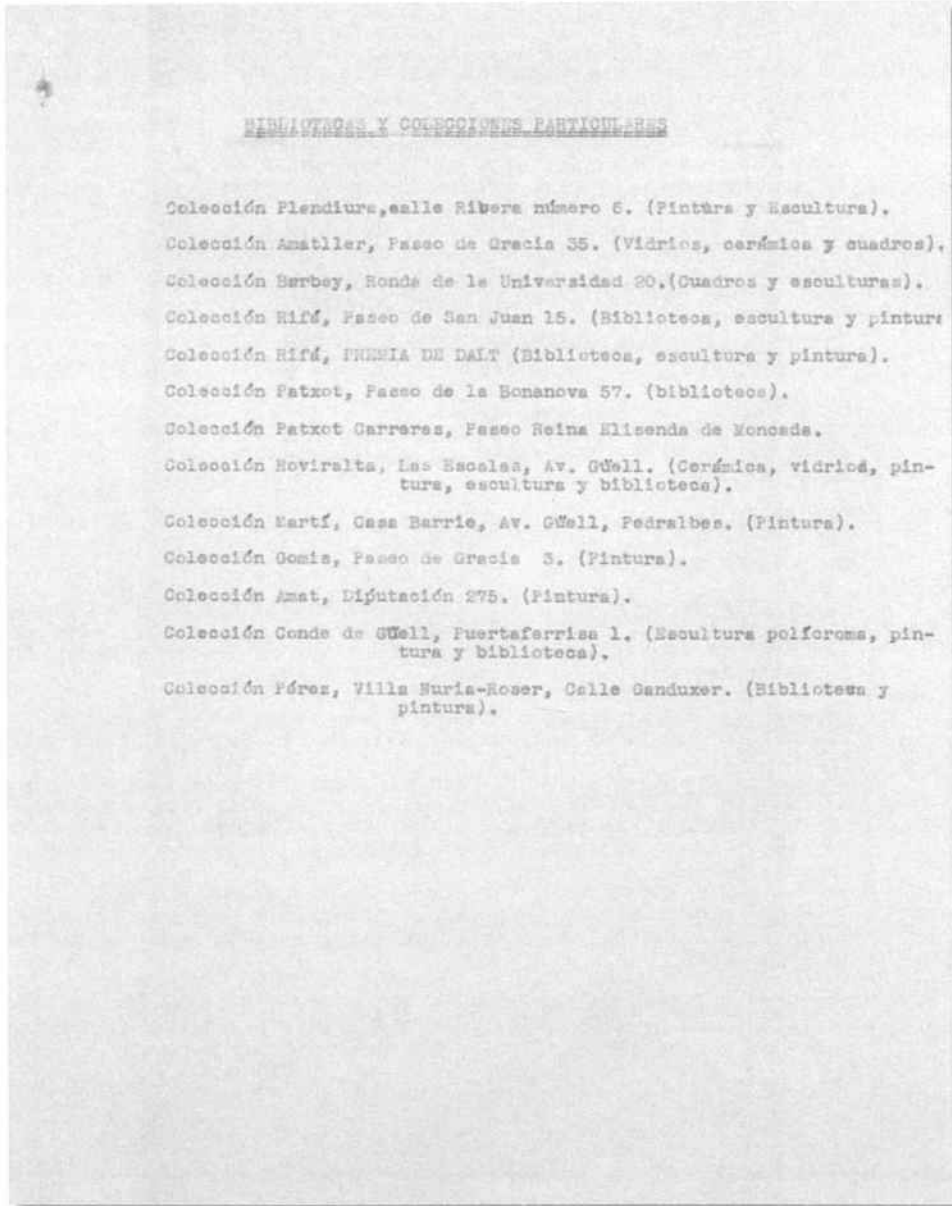 BIBLIOTECAS Y COLECCIONES PARTICULARES
Colección Plandiura,calle Ribera número 6. (Pintura y Escultura).
Colección Amatller, Paseo de Gracia 35. (Vidrios, cerámica y cuadros).
Colección Barbey, Ronda de la Universidad 20.(Cuadros y esculturas).
Colección Rifá, Paseo de San Juan 15. (Biblioteca, escultura y pintura
Colección Rifá, PREMIA DE DALT (Biblioteca, escultura y pintura).
Colección Patxot, Paseo de la Bonanova 57. (biblioteca).
Colección Patxot Carreras, Paseo Reina Elisenda de Moncada.
Colección Roviralta, Las Escalas, Av. Güell. (Cerámica, vidrios, pin-
tura, escultura y biblioteca).
Colección Martí, Casa Barrie, Av. Güell, Pedralbes. (Pintura).
Colección Gomis, Paseo de Gracia 3. (Pintura).
Colección Amat, Diputación 275. (Pintura).
Colección Conde de Güell, Puertaferrisa 1. (Escultura polícroma, pin-
tura y biblioteca).
Colección Pérez, Villa Nuria-Roser, Calle Ganduxer. (Biblioteca y
pintura).